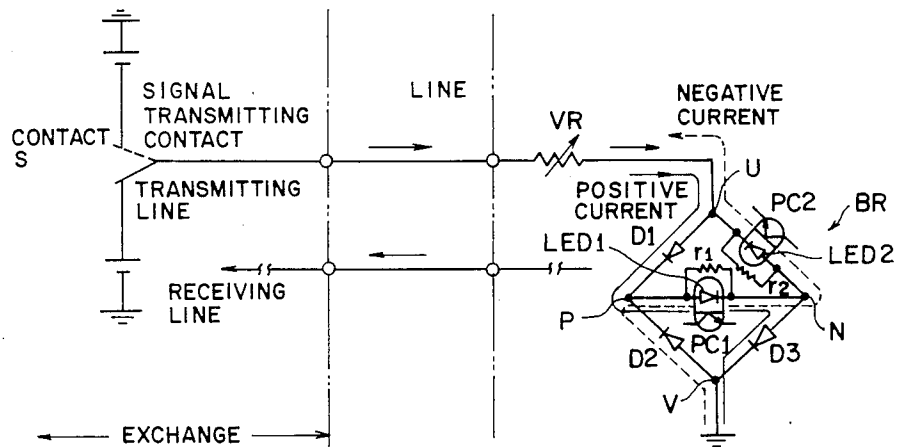 SIGNAL
TRANSMITTING
CONTACT
CONTACT
S
TRANSMITTING
LINE
LINE
VR
NEGATIVE
CURRENT
U
POSITIVE
CURRENT
PC2
BR
D1
LED1
LED2
r1
r2
RECEIVING
LINE
P
N
PC1
D2
D3
V
EXCHANGE